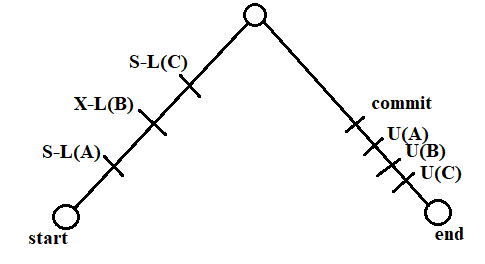 S-L(C)
X-L(B)
S-L(A)
start
commit
U(A)
U(B)
U(C)
end